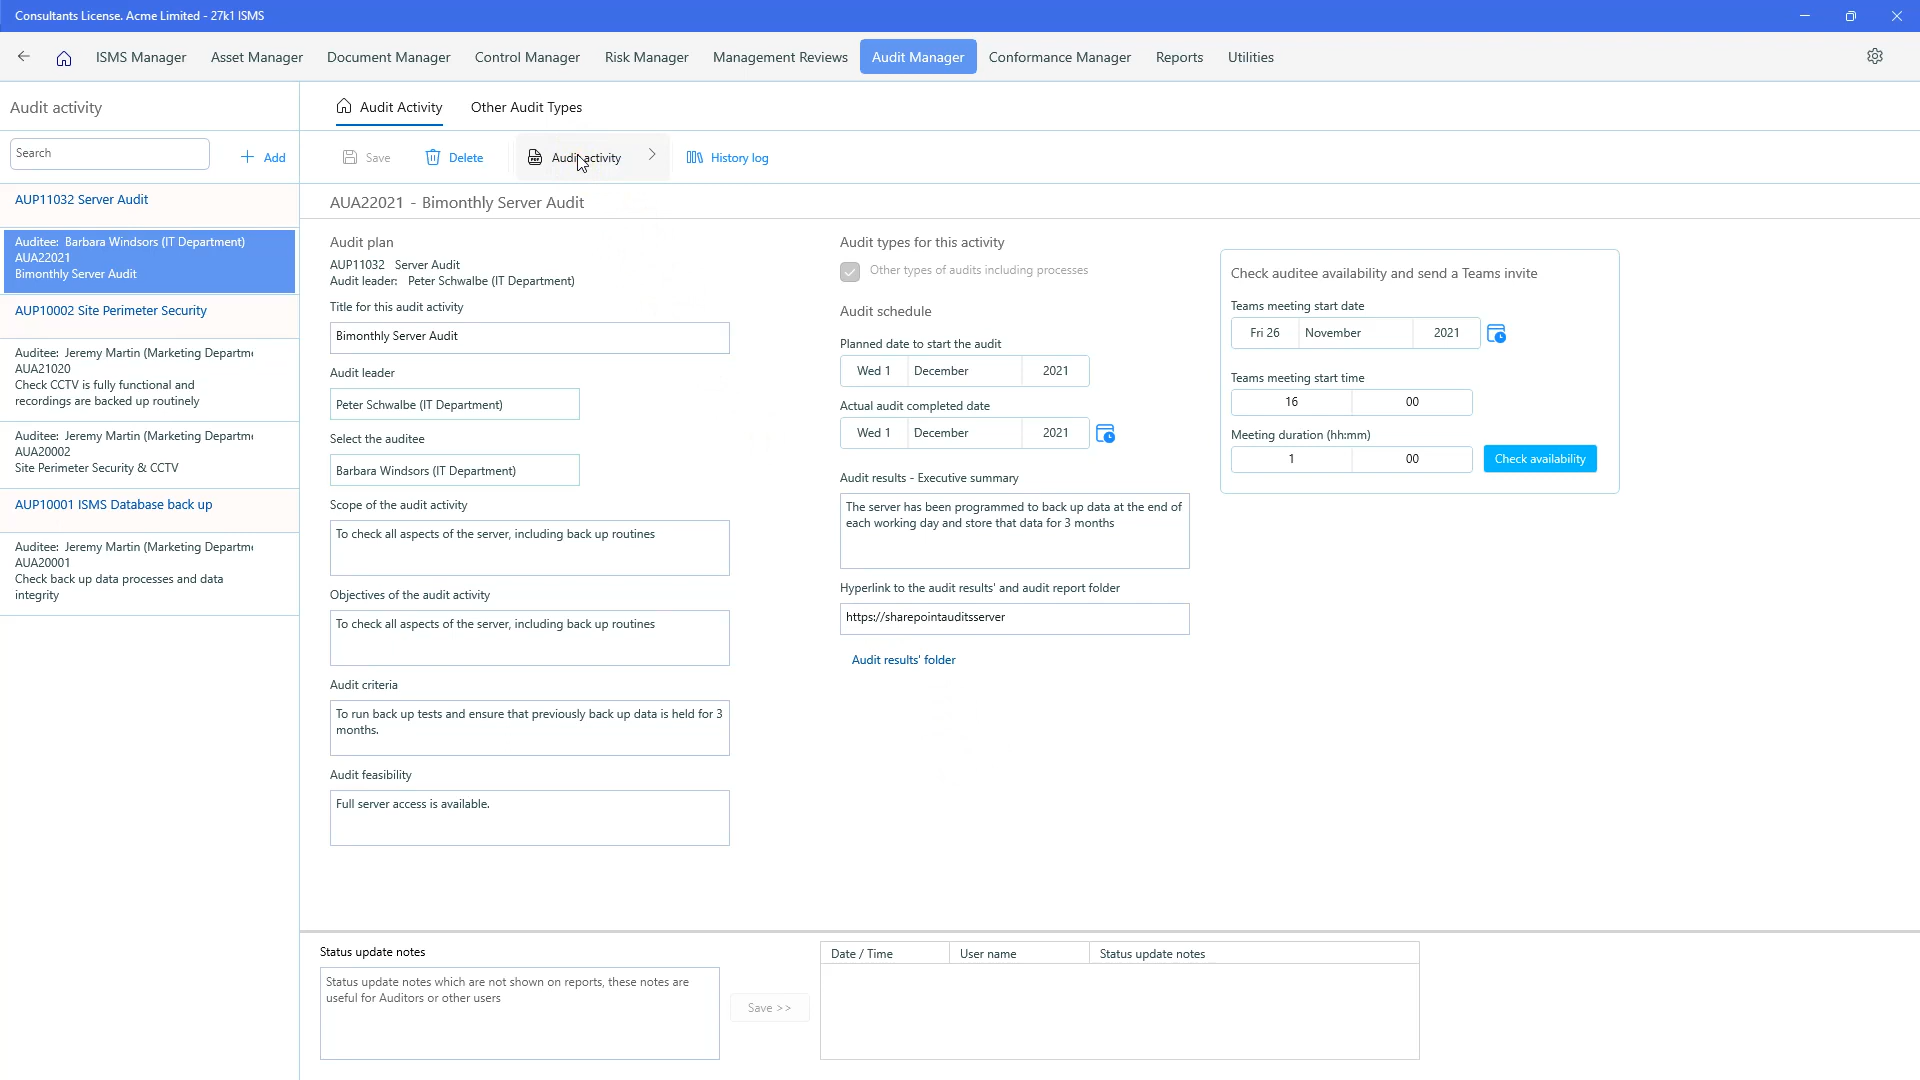 Consultants License. Acme Limited - 27k1 ISMS
ISMS Manager
Asset Manager
Document Manager
Control Manager
Risk Manager
Management Reviews
Audit Manager
Conformance Manager
Reports
Utilities
Audit activity
Search
Add
AUP11032 Server Audit
Auditee: Barbara Windsors (IT Department)
AUA22021
Bimonthly Server Audit
AUP10002 Site Perimeter Security
Auditee: Jeremy Martin (Marketing Departme
AUA21020
Check CCTV is fully functional and
recordings are backed up routinely
Auditee: Jeremy Martin (Marketing Departme
AUA20002
Site Perimeter Security & CCTV
AUP10001 ISMS Database back up
Auditee: Jeremy Martin (Marketing Departme
AUA20001
Check back up data processes and data
integrity
Audit Activity
Other Audit Types
Save
Delete
Audit activity
History log
AUA22021 - Bimonthly Server Audit
Audit plan
AUP11032 Server Audit
Audit leader: Peter Schwalbe (IT Department)
Title for this audit activity
Bimonthly Server Audit
Audit leader
Peter Schwalbe (IT Department)
Select the auditee
Barbara Windsors (IT Department)
Scope of the audit activity
To check all aspects of the server, including back up routines
Objectives of the audit activity
To check all aspects of the server, including back up routines
Audit criteria
To run back up tests and ensure that previously back up data is held for 3
months.
Audit feasibility
Full server access is available.
Audit types for this activity
Other types of audits including processes
Audit schedule
Planned date to start the audit
Wed 1 December 2021
Actual audit completed date
Wed 1 December 2021
Audit results - Executive summary
The server has been programmed to back up data at the end of
each working day and store that data for 3 months
Hyperlink to the audit results' and audit report folder
https://sharepointauditsserver
Audit results' folder
Check auditee availability and send a Teams invite
Teams meeting start date
Fri 26 November 2021
Teams meeting start time
16 00
Meeting duration (hh:mm)
1 00
Check availability
Status update notes
Status update notes which are not shown on reports, these notes are
useful for Auditors or other users
Save >>
Date / Time
User name
Status update notes